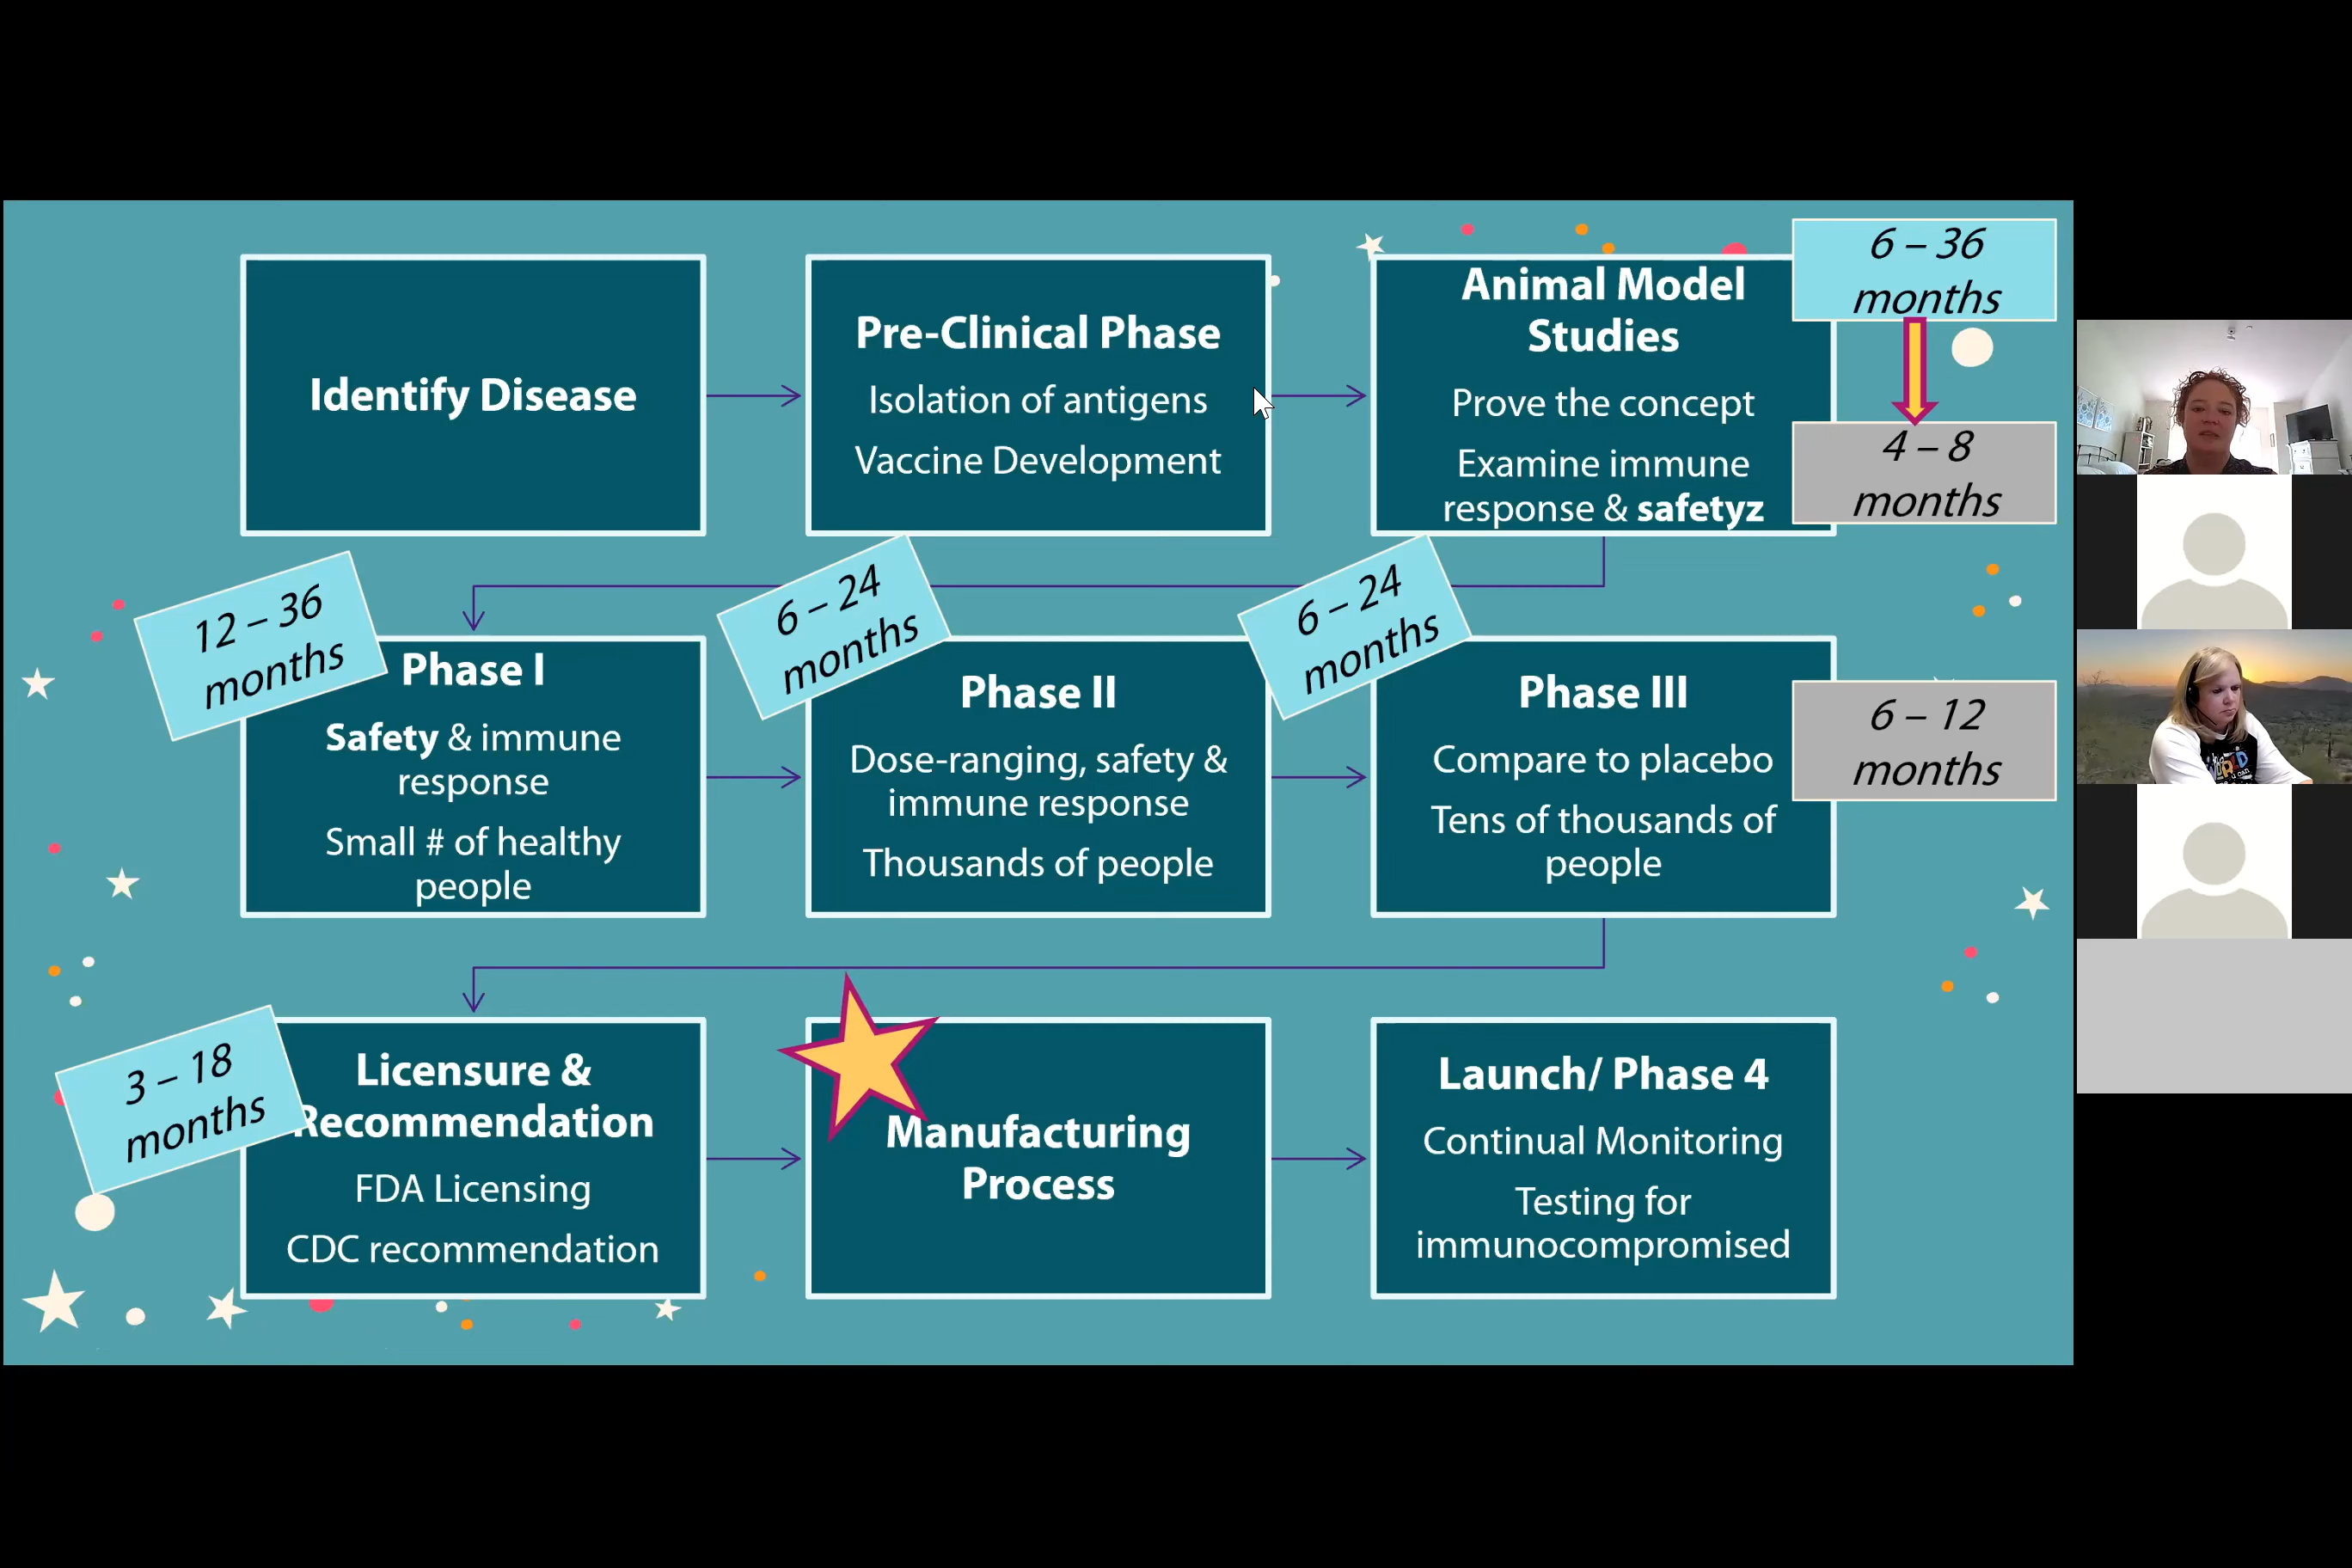 Identify Disease
Pre-Clinical Phase
Isolation of antigens
Vaccine Development
Animal Model
Studies
Prove the concept
Examine immune
response & safetyz
6 – 36
months
4 – 8
months
12 – 36
months
Phase I
Safety & immune
response
Small # of healthy
people
6 – 24
months
Phase II
Dose-ranging, safety &
immune response
Thousands of people
6 – 24
months
Phase III
Compare to placebo
Tens of thousands of
people
6 – 12
months
3 – 18
months
Licensure &
Recommendation
FDA Licensing
CDC recommendation
Manufacturing
Process
Launch/ Phase 4
Continual Monitoring
Testing for
immunocompromised